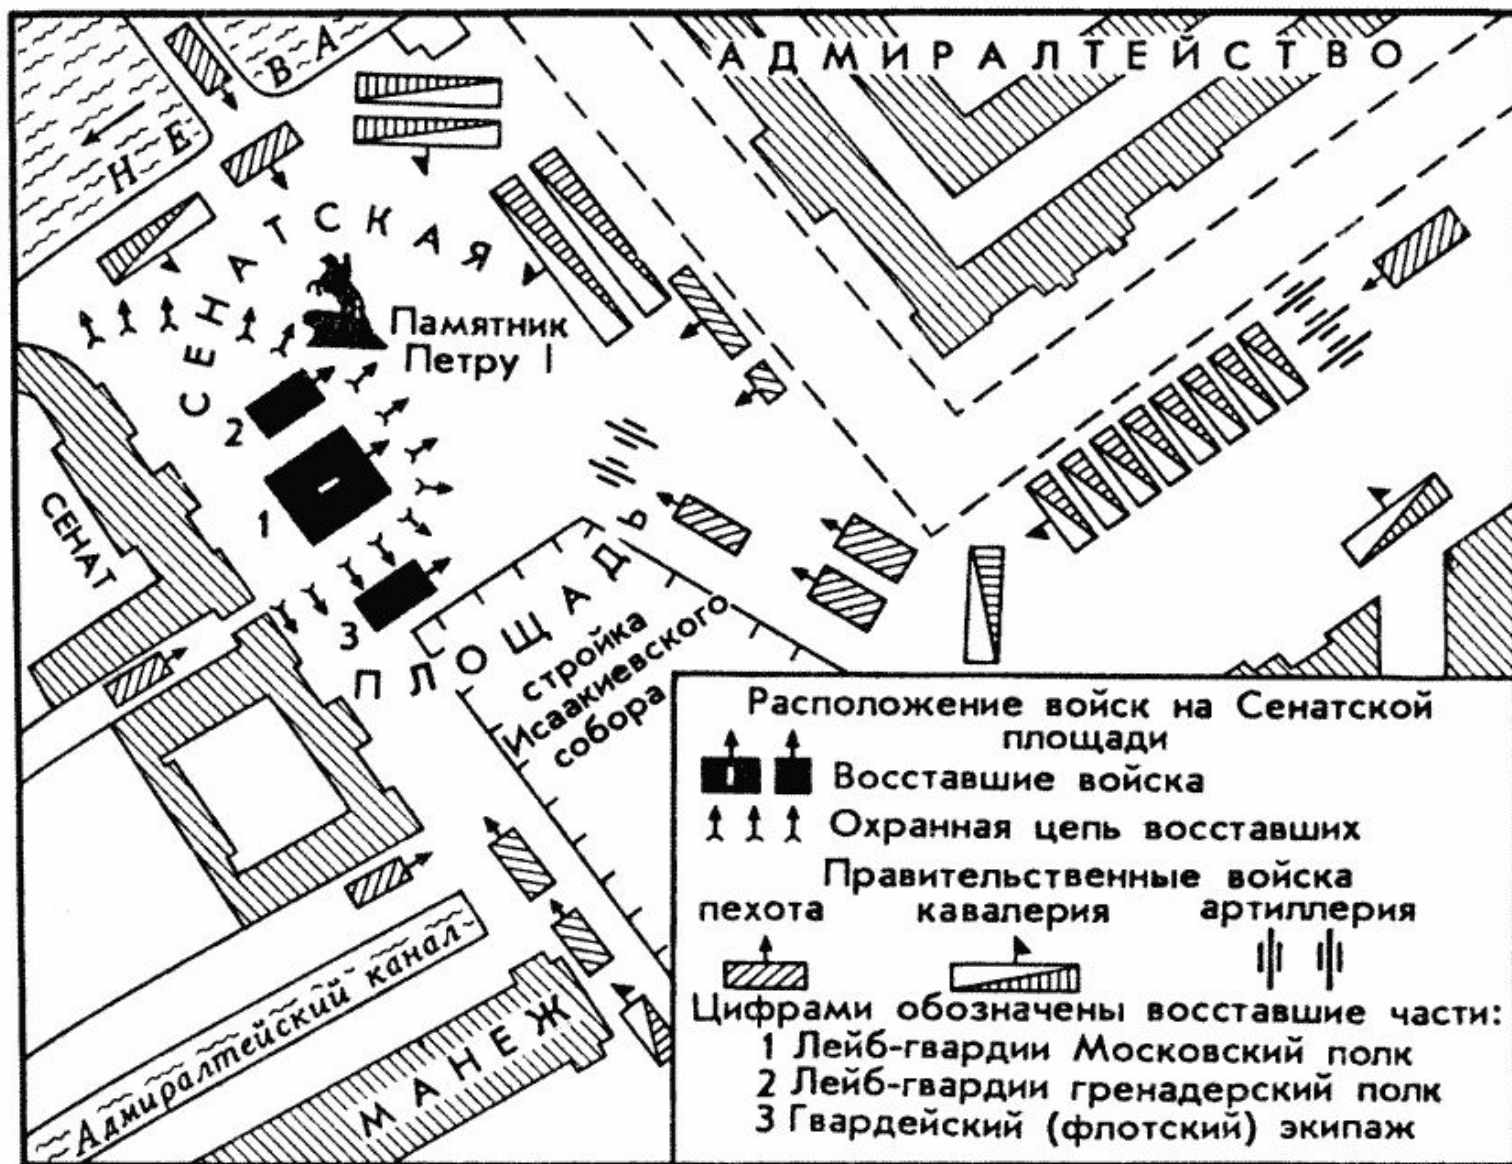 АДМИРАЛТЕЙСТВО
НЕВА
СЕНАТСКАЯ
Памятник
Петру I
2
1
3
СЕНАТ
ПЛОЩАДЬ
стройка
Исаакиевского
собора
Адмиралтейский канал
МАНЕЖ
Расположение войск на Сенатской
площади
Восставшие войска
Охранная цепь восставших
Правительственные войска
пехота кавалерия артиллерия
Цифрами обозначены восставшие части:
1 Лейб-гвардии Московский полк
2 Лейб-гвардии гренадерский полк
3 Гвардейский (флотский) экипаж